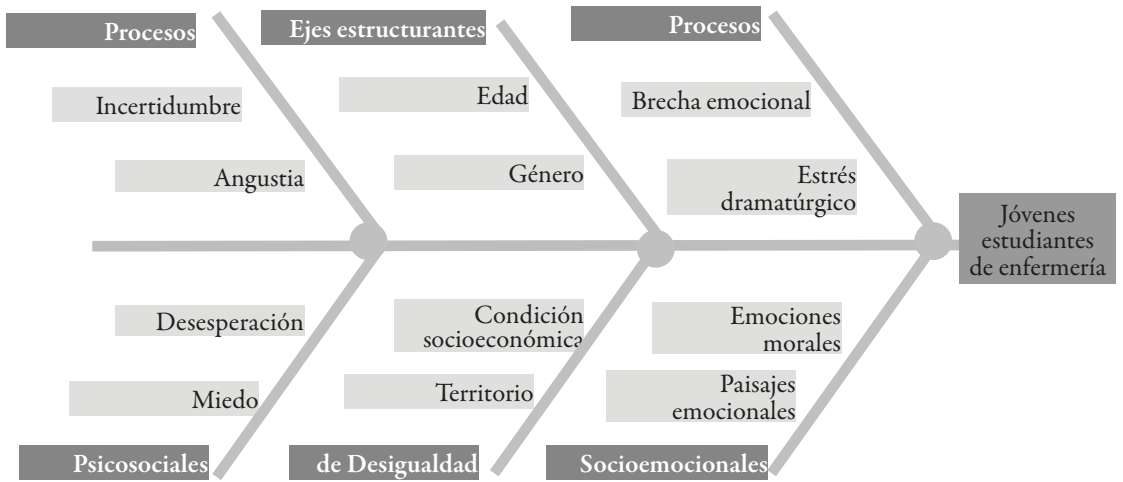 Procesos
Ejes estructurantes
Procesos
Incertidumbre
Edad
Brecha emocional
Angustia
Género
Estrés
dramatúrgico
Jóvenes
estudiantes
de enfermería
Desesperación
Condición
socioeconómica
Emociones
morales
Miedo
Territorio
Paisajes
emocionales
Psicosociales
de Desigualdad
Socioemocionales